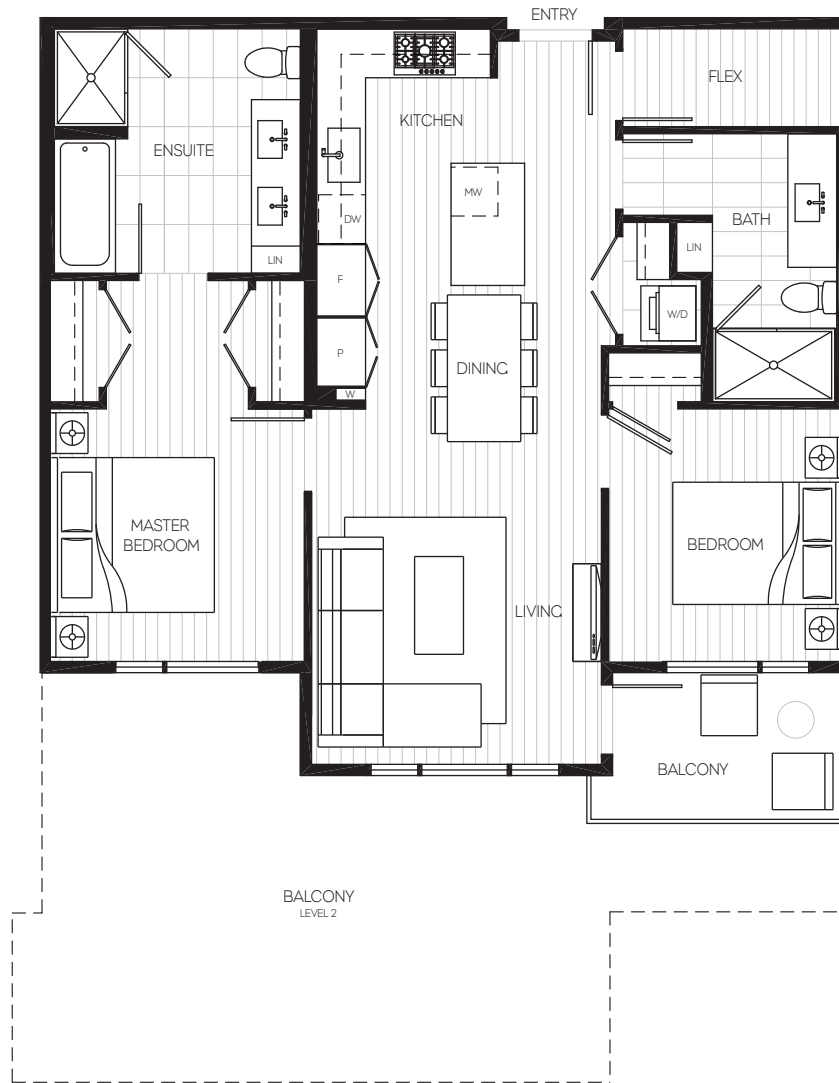 ENTRY
FLEX
KITCHEN
ENSUITE
MW
DW
BATH
LIN
LIN
F
W/D
P
DINING
W
MASTER
BEDROOM
BEDROOM
LIVING
BALCONY
BALCONY
LEVEL 2